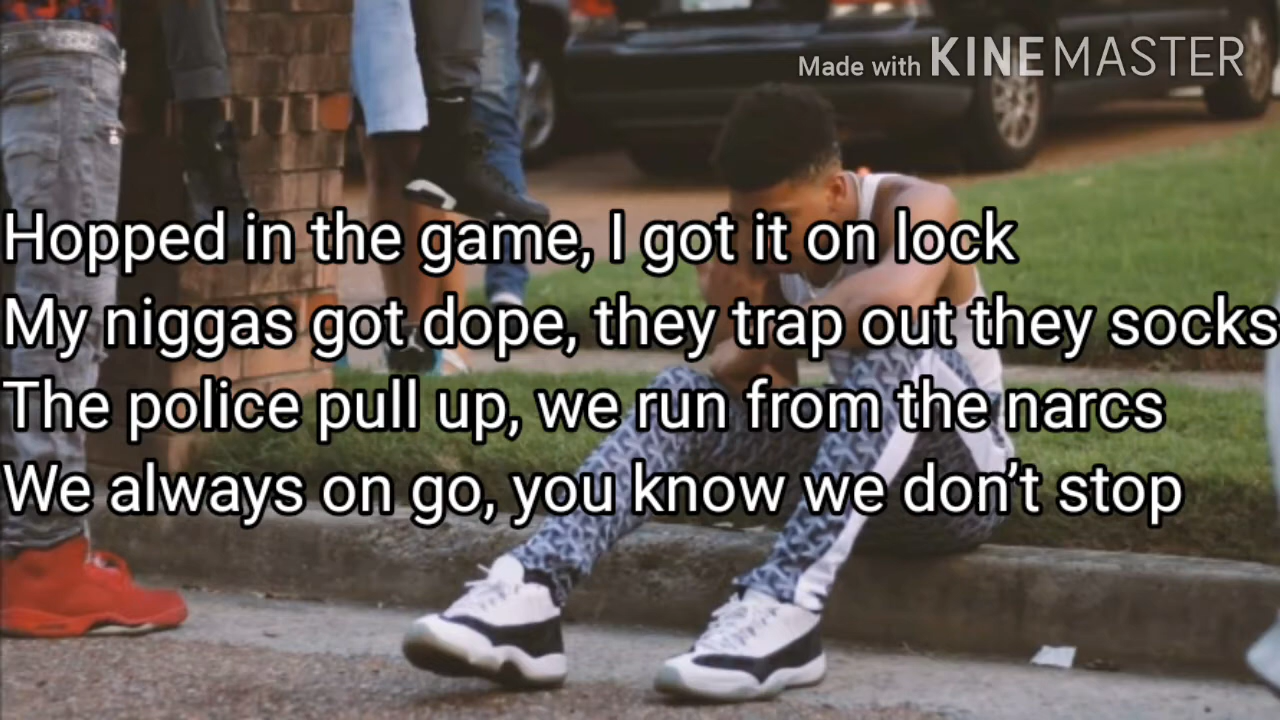 Made with KINEMASTER
Hopped in the game, I got it on lock
My niggas got dope, they trap out they socks
The police pull up, we run from the narcs
We always on go, you know we don’t stop